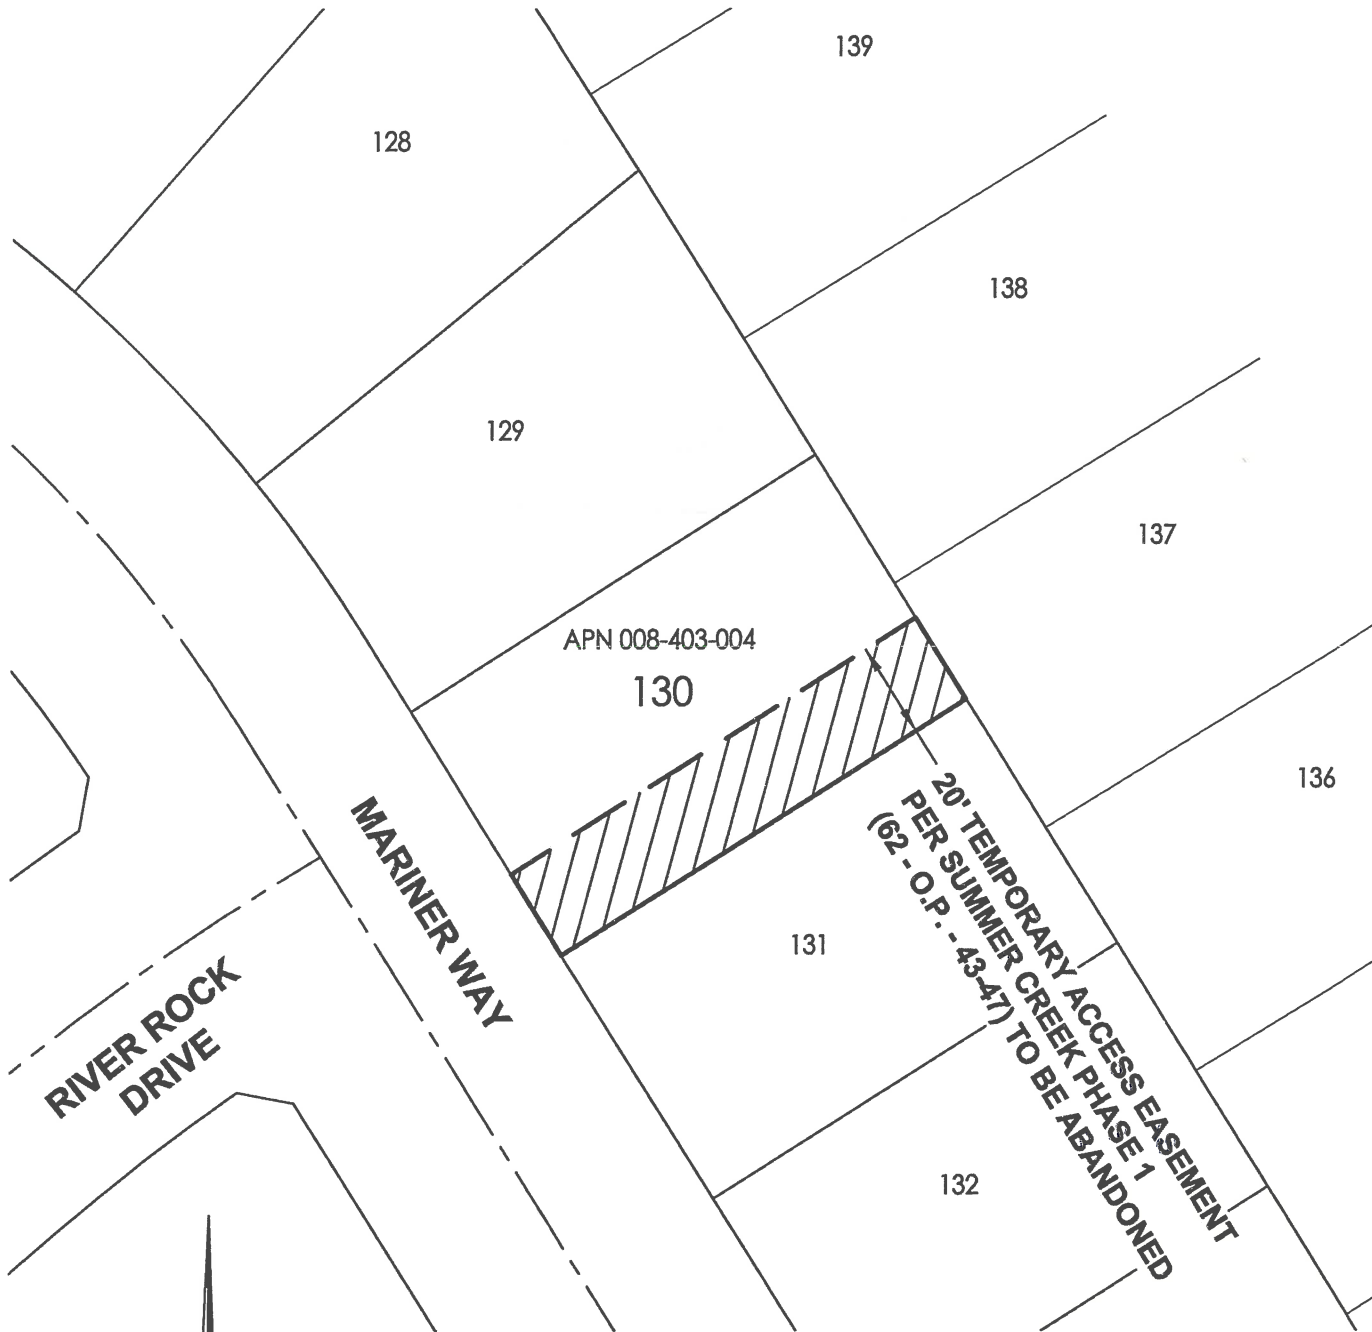 139
128
138
129
137
APN 008-403-004
130
136
20' TEMPORARY ACCESS EASEMENT
PER SUMMER CREEK PHASE 1
(62 - O.P. - 43-47) TO BE ABANDONED
MARINER WAY
131
RIVER ROCK
DRIVE
132